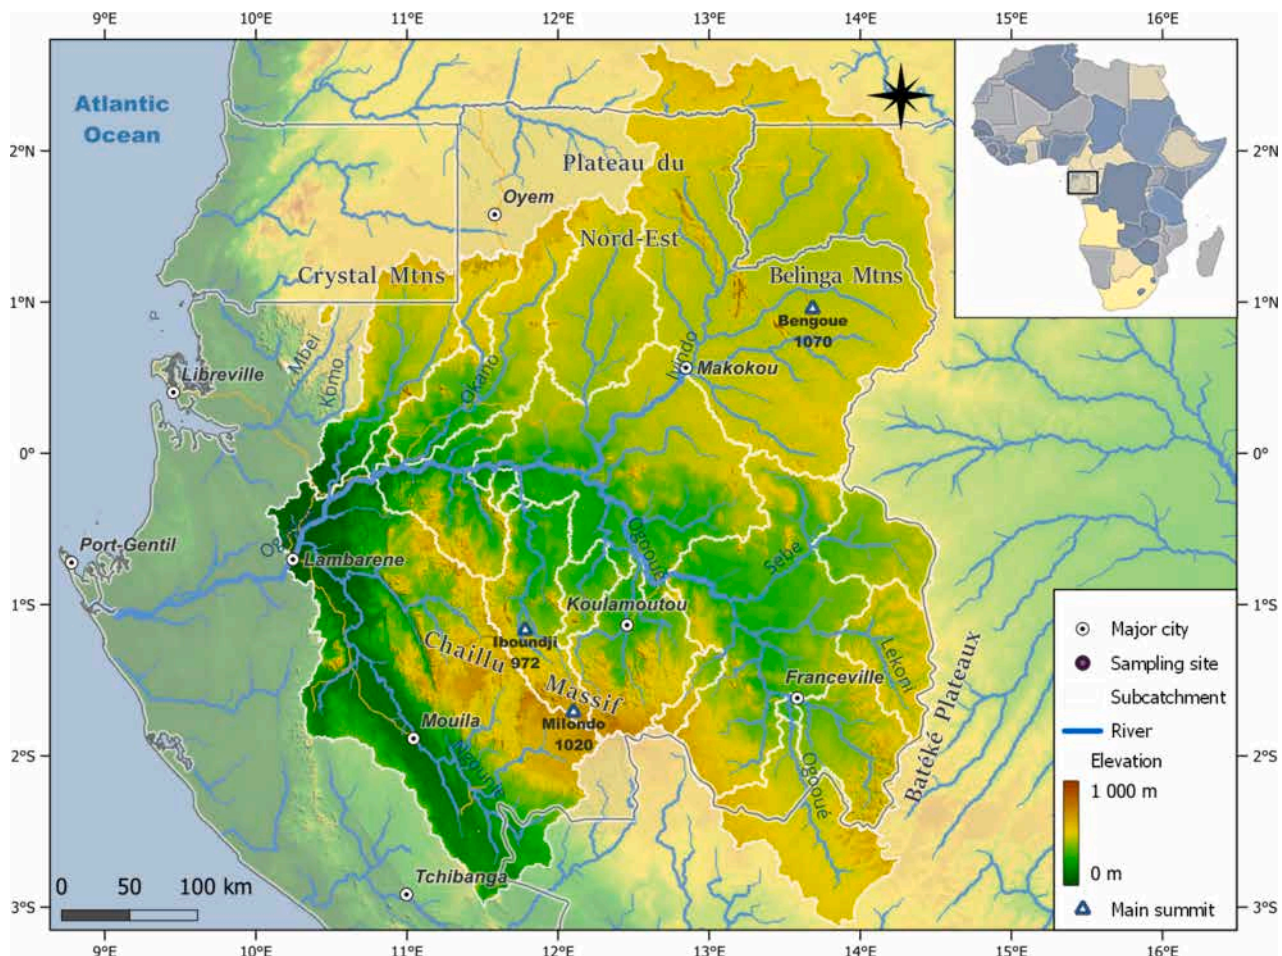 9°E 10°E 11°E 12°E 13°E 14°E 15°E 16°E
Atlantic
Ocean
2°N
2°N
Plateau du
Oyem
Nord-Est
Crystal Mtns
Belinga Mtns
1°N
1°N
Bengoue
1070
Mbei
Komo
Okano
Ivindo
Makokou
Libreville
0°
0°
Port-Gentil
Lambarene
Ogooué
Sebe
1°S
1°S
Koulamoutou
Iboundji
972
Chaillu
Massif
Lekoni
Franceville
Milondo
1020
Mouila
Ngounié
Ogooué
Batéké Plateaux
2°S
2°S
Tchibanga
3°S
3°S
0 50 100 km
Major city
Sampling site
Subcatchment
River
Elevation
1 000 m
0 m
Main summit
9°E 10°E 11°E 12°E 13°E 14°E 15°E 16°E